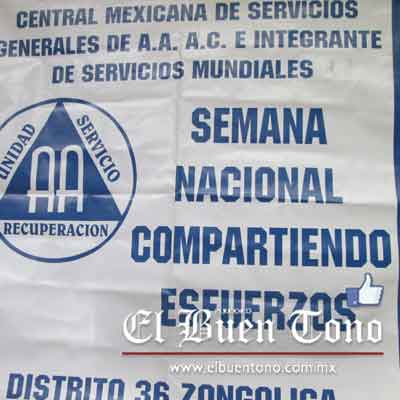 CENTRAL MEXICANA DE SERVICIOS
GENERALES DE A.A. A.C. E INTEGRANTE
DE SERVICIOS MUNDIALES
UNIDAD
SERVICIO
AA
RECUPERACION
SEMANA
NACIONAL
COMPARTIENDO
ESFUERZOS
El Buen Tono
www.elbuentono.com.mx
DISTRITO 36 ZONGOLICA